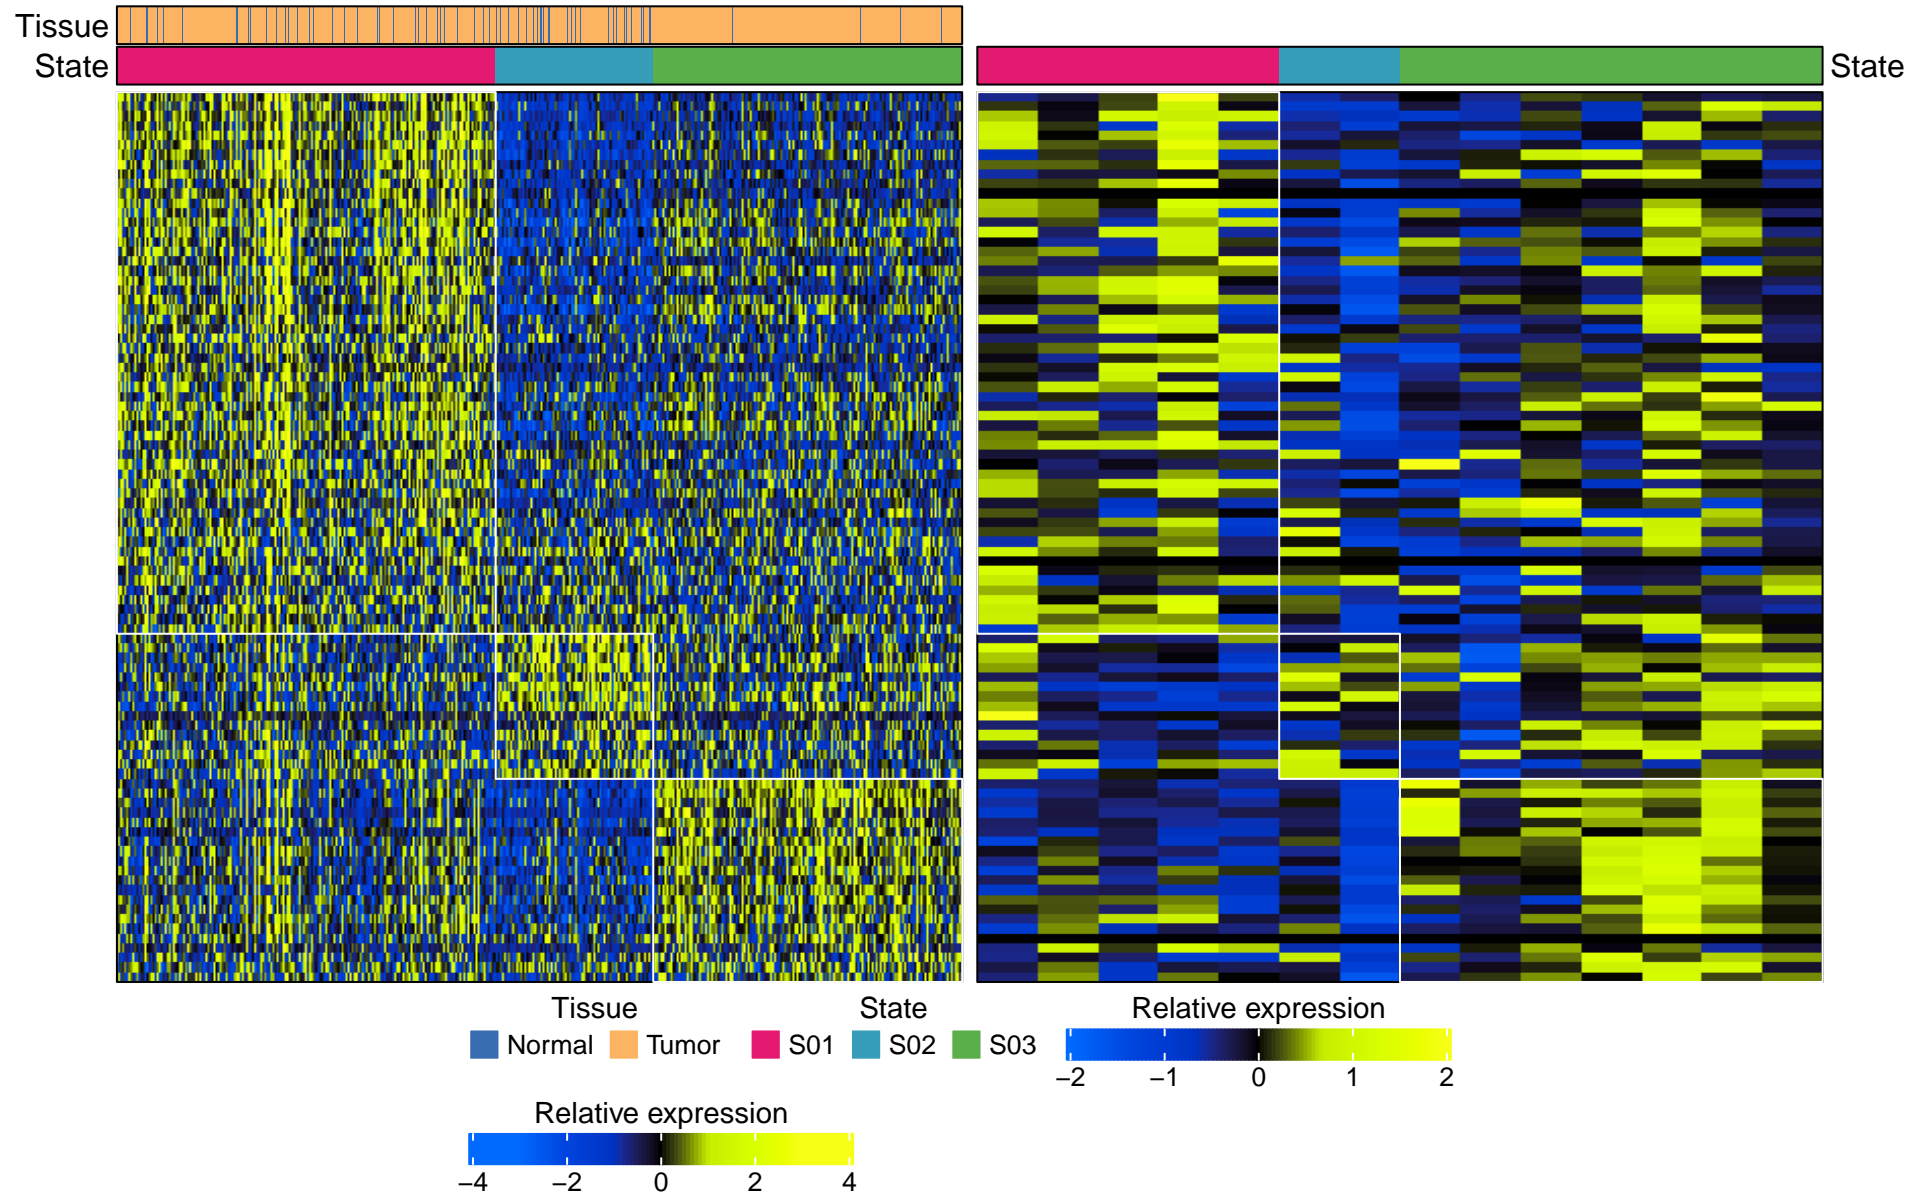 Tissue
State
State
Tissue
State
Relative expression
Normal
Tumor
S01
S02
S03
−2
−1
0
1
2
Relative expression
−4
−2
0
2
4